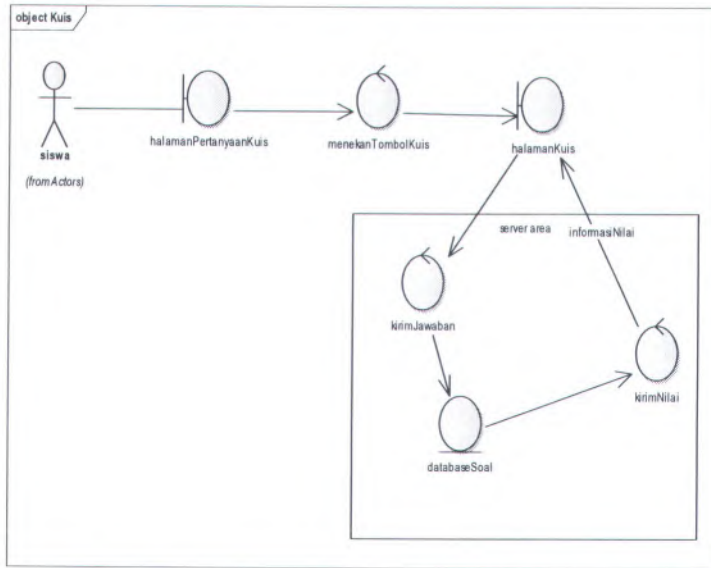 object Kuis
siswa
(from Actors)
halamanPertanyaanKuis
menekanTombolKuis
halamanKuis
server area
informasiNilai
kirimJawaban
kirimNilai
databaseSoal